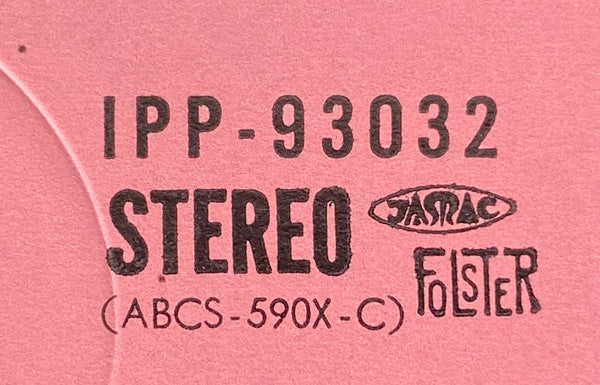 IPP-93032
STEREO JASRAC
FOLSTER
(ABCS-590X-C)